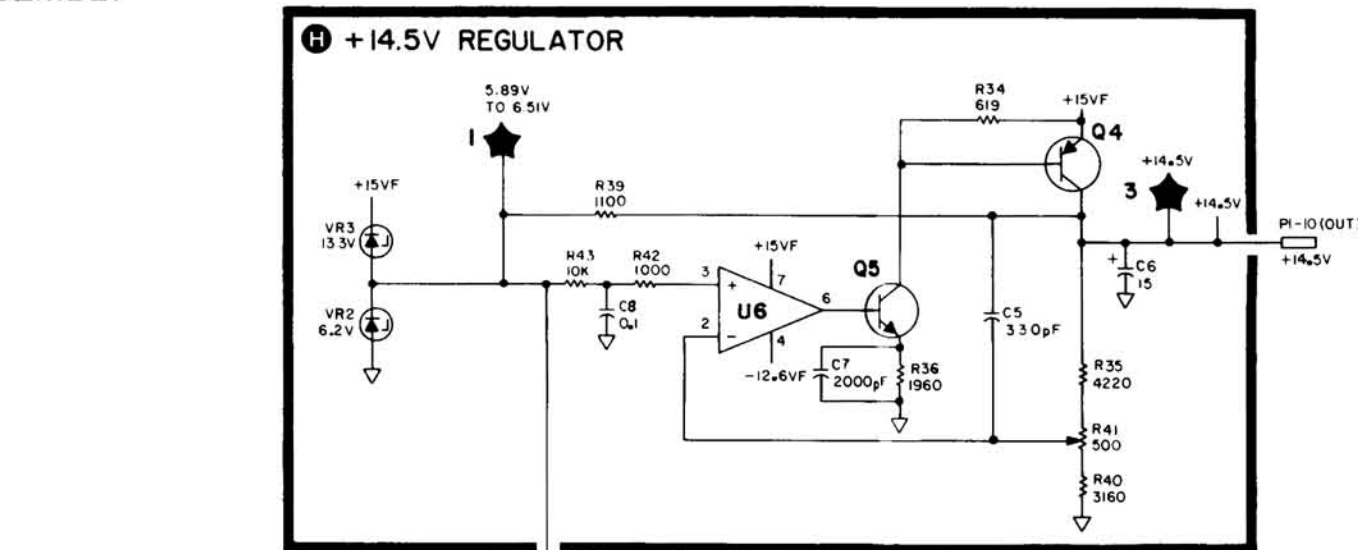 H +14.5V REGULATOR
5.89V
TO 6.51V
1
R34
619
+15VF
Q4
+14.5V
3
+14.5V
P1-10(OUT)
+14.5V
+15VF
R39
1100
VR3
13.3V
R43
10K
R42
1000
+15VF
Q5
3
+
7
U6
6
2
-
4
C8
0.1
VR2
6.2V
-12.6VF
C7
2000pF
R36
1960
C5
330pF
+
C6
15
R35
4220
R41
500
R40
3160